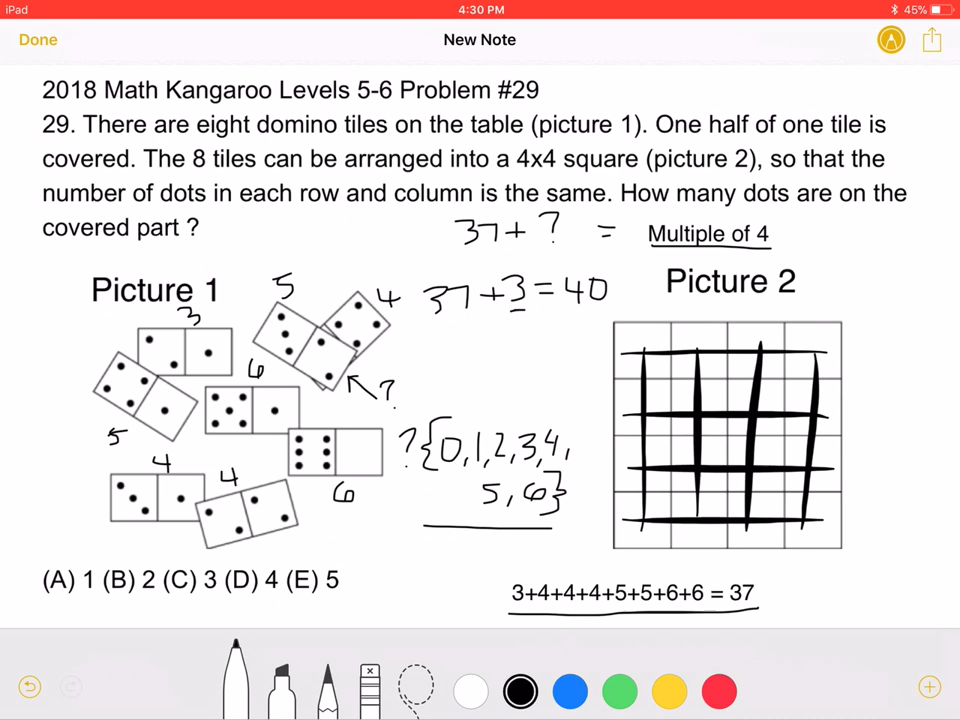 iPad 4:30 PM 45%
Done New Note
2018 Math Kangaroo Levels 5-6 Problem #29
29. There are eight domino tiles on the table (picture 1). One half of one tile is
covered. The 8 tiles can be arranged into a 4x4 square (picture 2), so that the
number of dots in each row and column is the same. How many dots are on the
covered part ?
37+ ? = Multiple of 4
Picture 1
Picture 2
37 + 3 = 40
5
4
3
6
?
5
?{0,1,2,3,4,
5,6}
4
4
6
(A) 1 (B) 2 (C) 3 (D) 4 (E) 5
3+4+4+4+5+5+6+6 = 37